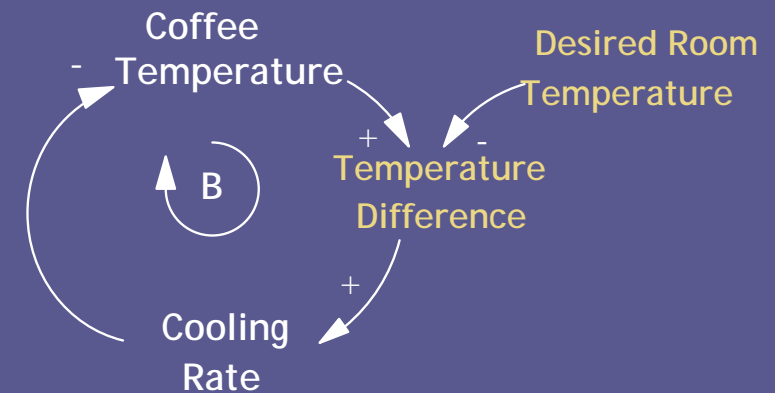 Coffee
Temperature
-
Desired Room
Temperature
+
-
Temperature
Difference
B
+
Cooling
Rate